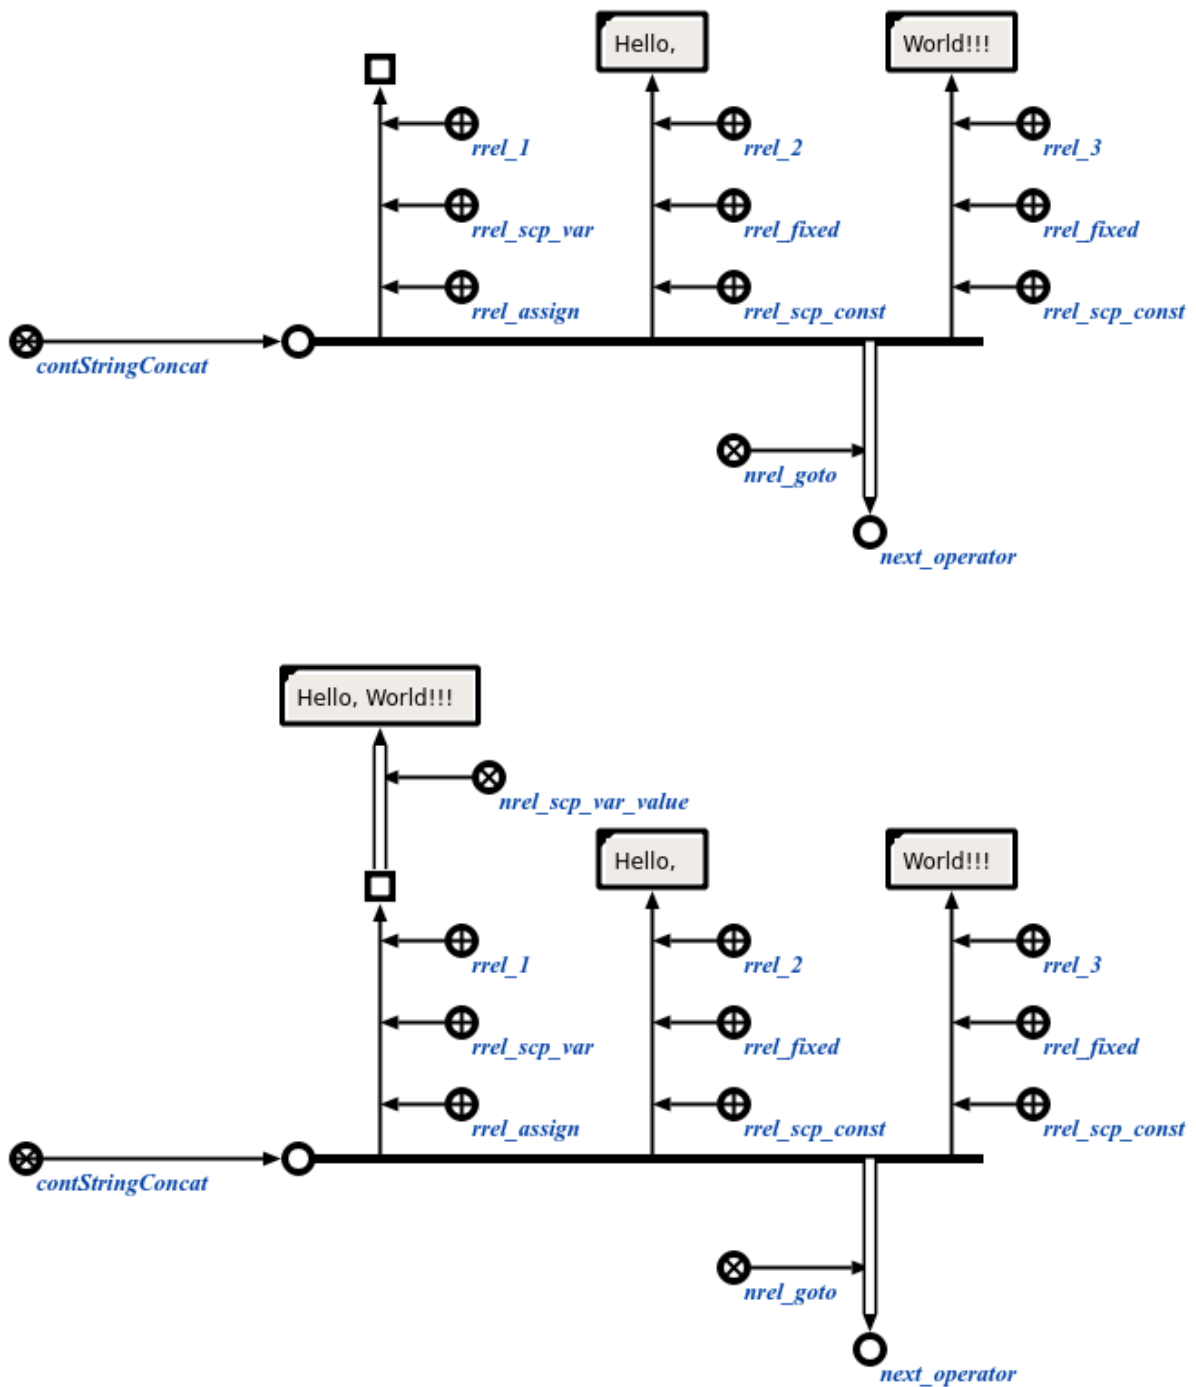 Hello,
World!!!
rrel_1
rrel_2
rrel_3
rrel_scp_var
rrel_fixed
rrel_fixed
rrel_assign
rrel_scp_const
rrel_scp_const
contStringConcat
nrel_goto
next_operator
Hello, World!!!
nrel_scp_var_value
Hello,
World!!!
rrel_1
rrel_2
rrel_3
rrel_scp_var
rrel_fixed
rrel_fixed
rrel_assign
rrel_scp_const
rrel_scp_const
contStringConcat
nrel_goto
next_operator